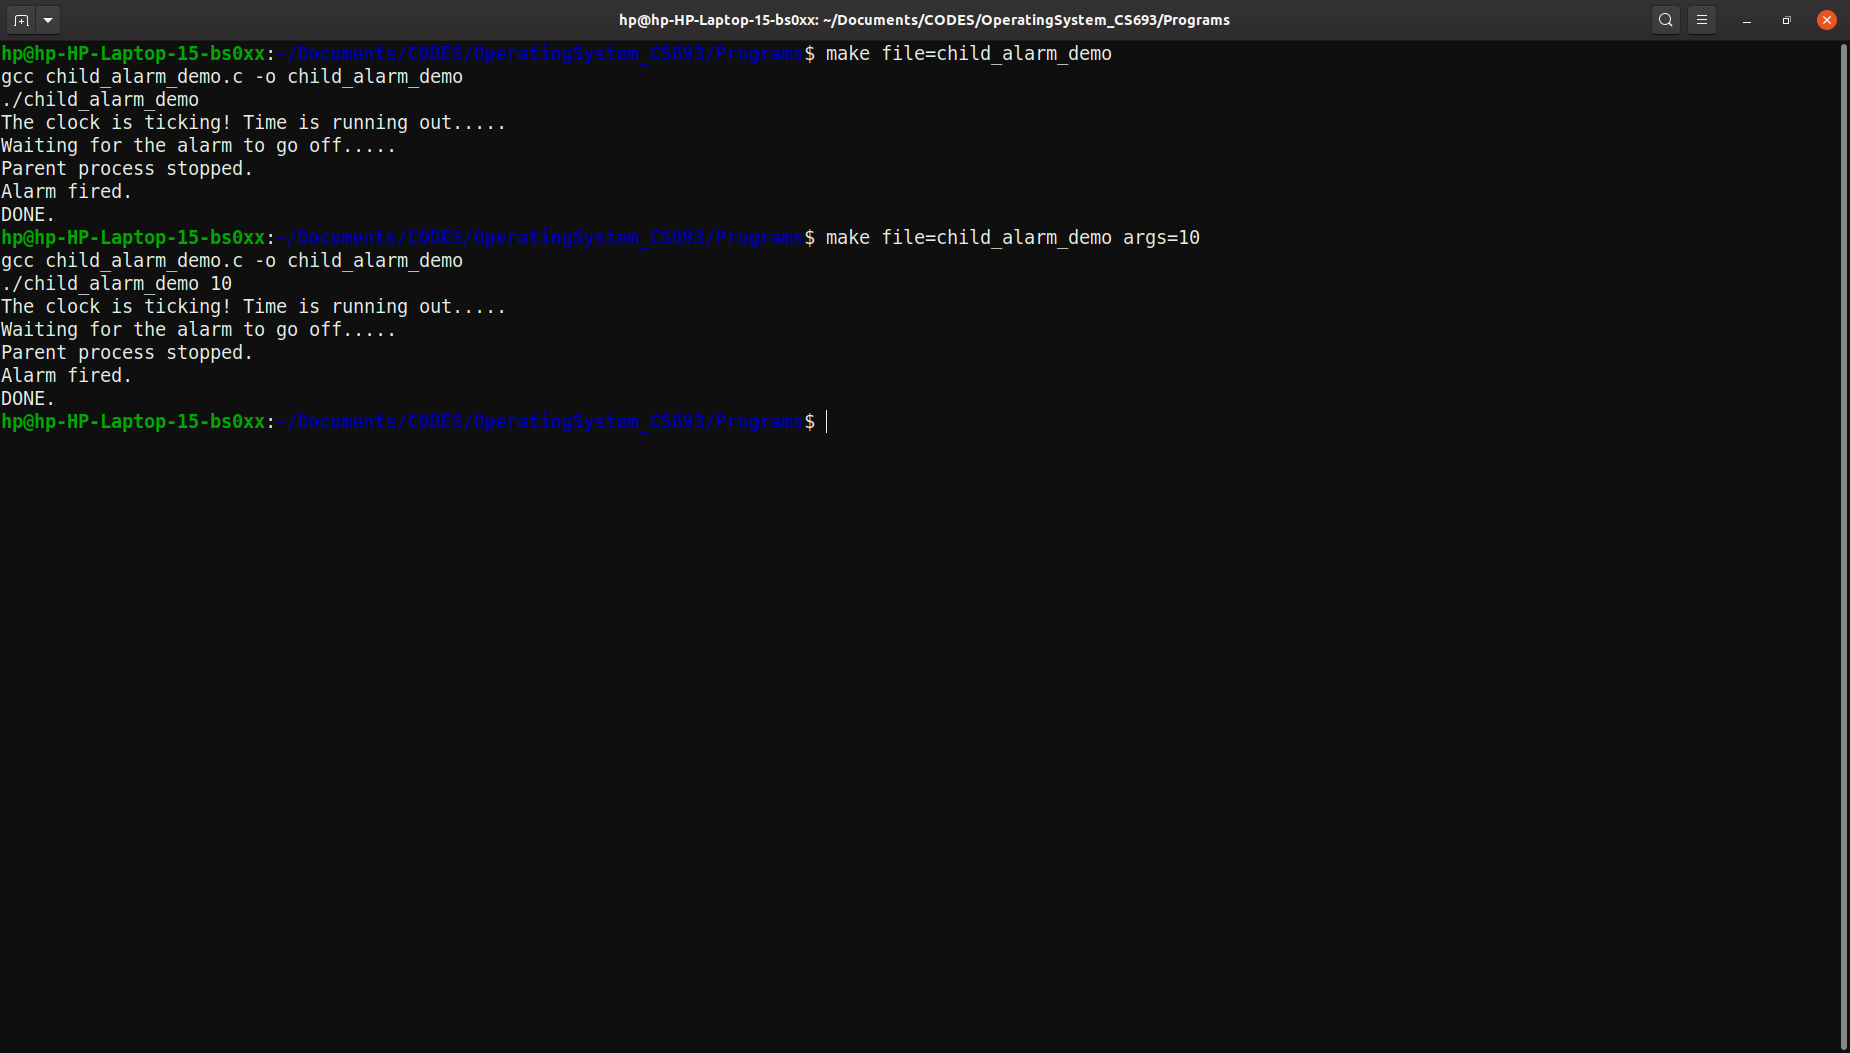 hp@hp-HP-Laptop-15-bs0xx: ~/Documents/CODES/OperatingSystem_CS693/Programs
hp@hp-HP-Laptop-15-bs0xx:~/Documents/CODES/OperatingSystem_CS693/Programs$ make file=child_alarm_demo
gcc child_alarm_demo.c -o child_alarm_demo
./child_alarm_demo
The clock is ticking! Time is running out.....
Waiting for the alarm to go off.....
Parent process stopped.
Alarm fired.
DONE.
hp@hp-HP-Laptop-15-bs0xx:~/Documents/CODES/OperatingSystem_CS693/Programs$ make file=child_alarm_demo args=10
gcc child_alarm_demo.c -o child_alarm_demo
./child_alarm_demo 10
The clock is ticking! Time is running out.....
Waiting for the alarm to go off.....
Parent process stopped.
Alarm fired.
DONE.
hp@hp-HP-Laptop-15-bs0xx:~/Documents/CODES/OperatingSystem_CS693/Programs$